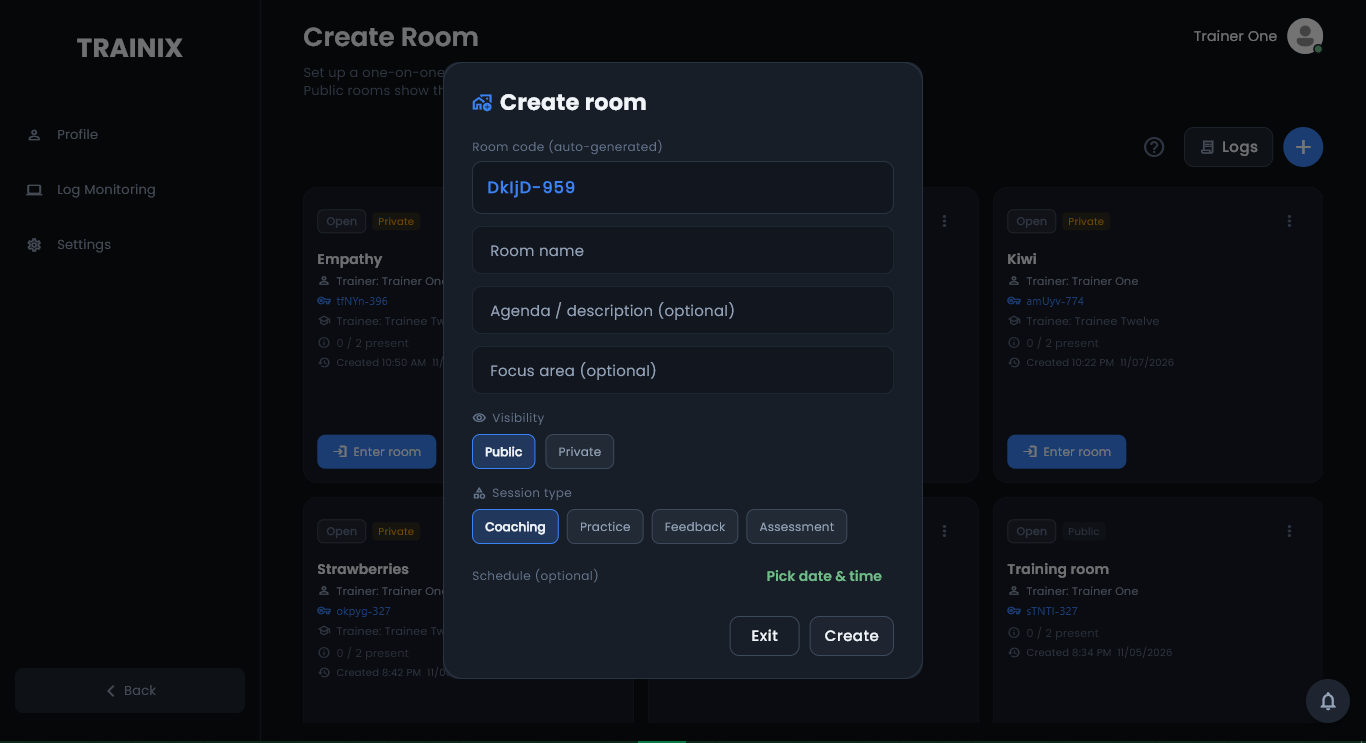 TRAINIX
Profile
Log Monitoring
Settings
Back
Create Room
Set up a one-on-one
Public rooms show
Trainer One
Logs
Create room
Room code (auto-generated)
DkIjD-959
Room name
Agenda / description (optional)
Focus area (optional)
Visibility
Public Private
Session type
Coaching Practice Feedback Assessment
Schedule (optional) Pick date & time
Exit Create
Open Private
Empathy
Trainer: Trainer One
tfNYn-396
Trainee: Trainee
0 / 2 present
Created 10:50 AM
Enter room
Open Private
Kiwi
Trainer: Trainer One
amUyv-774
Trainee: Trainee Twelve
0 / 2 present
Created 10:22 PM 11/07/2026
Enter room
Open Private
Strawberries
Trainer: Trainer One
okpyg-327
Trainee: Trainee
0 / 2 present
Created 8:42 PM
Open Public
Training room
Trainer: Trainer One
sTNTI-327
0 / 2 present
Created 8:34 PM 11/05/2026